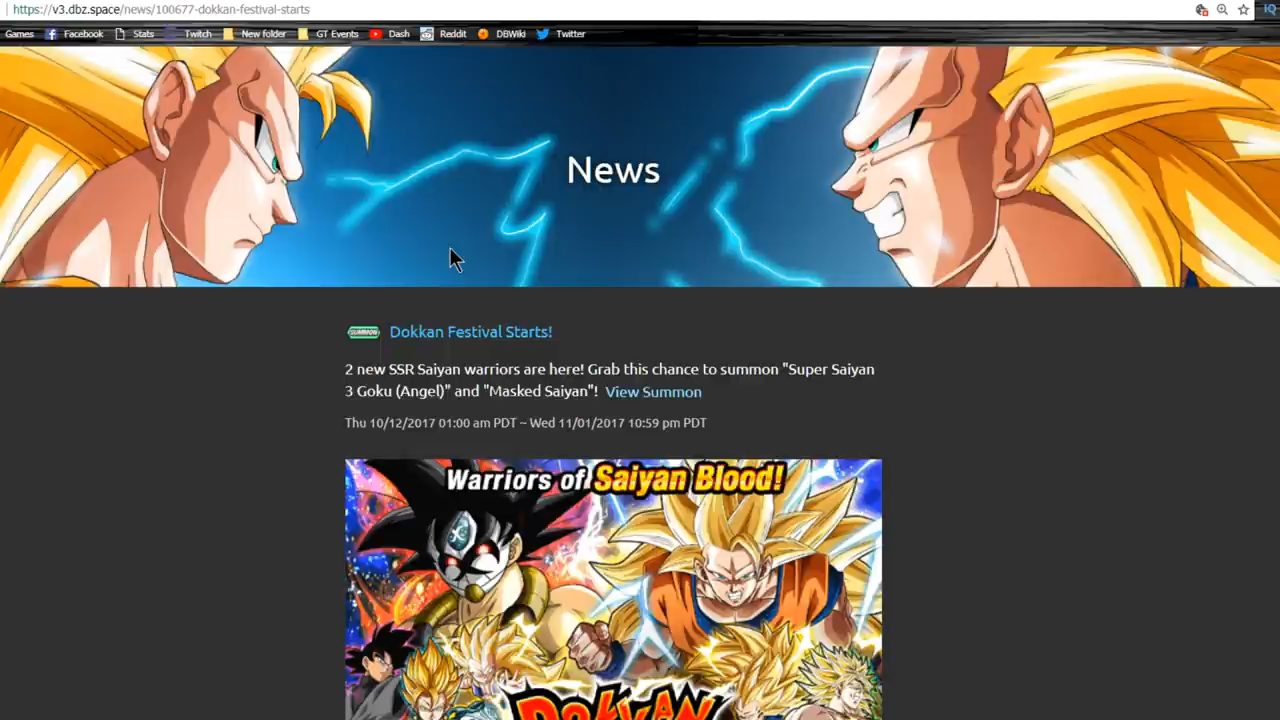 https://v3.dbz.space/news/100677-dokkan-festival-starts
Games Facebook Stats Twitch New folder GT Events Dash Reddit DBWiki Twitter
News
SUMMON Dokkan Festival Starts!
2 new SSR Saiyan warriors are here! Grab this chance to summon "Super Saiyan
3 Goku (Angel)" and "Masked Saiyan"! View Summon
Thu 10/12/2017 01:00 am PDT – Wed 11/01/2017 10:59 pm PDT
Warriors of Saiyan Blood!
DOKKAN